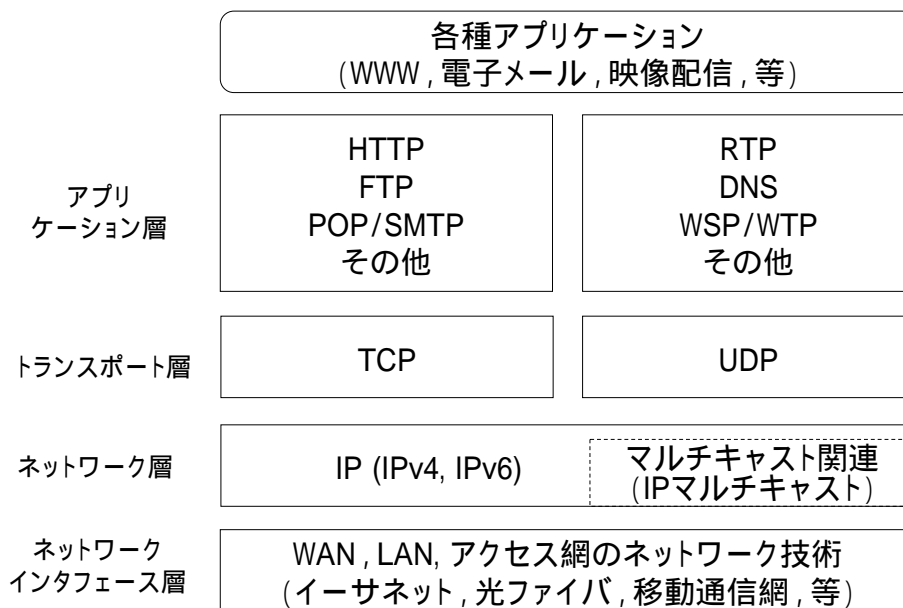 各種アプリケーション
(WWW , 電子メール , 映像配信 , 等)
アプリ
ケーション層
HTTP
FTP
POP/SMTP
その他
RTP
DNS
WSP/WTP
その他
トランスポート層
TCP
UDP
ネットワーク層
IP (IPv4, IPv6)
マルチキャスト関連
(IPマルチキャスト)
ネットワーク
インタフェース層
WAN , LAN, アクセス網のネットワーク技術
(イーサネット , 光ファイバ , 移動通信網 , 等)